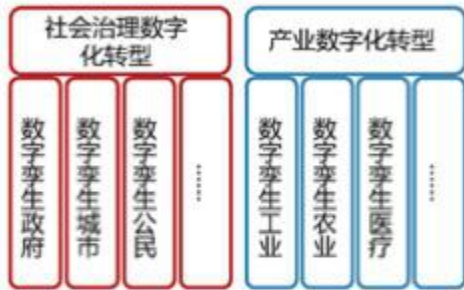 社会治理数字
化转型
产业数字化转型
数字孪生政府
数字孪生城市
数字孪生公民
......
数字孪生工业
数字孪生农业
数字孪生医疗
......